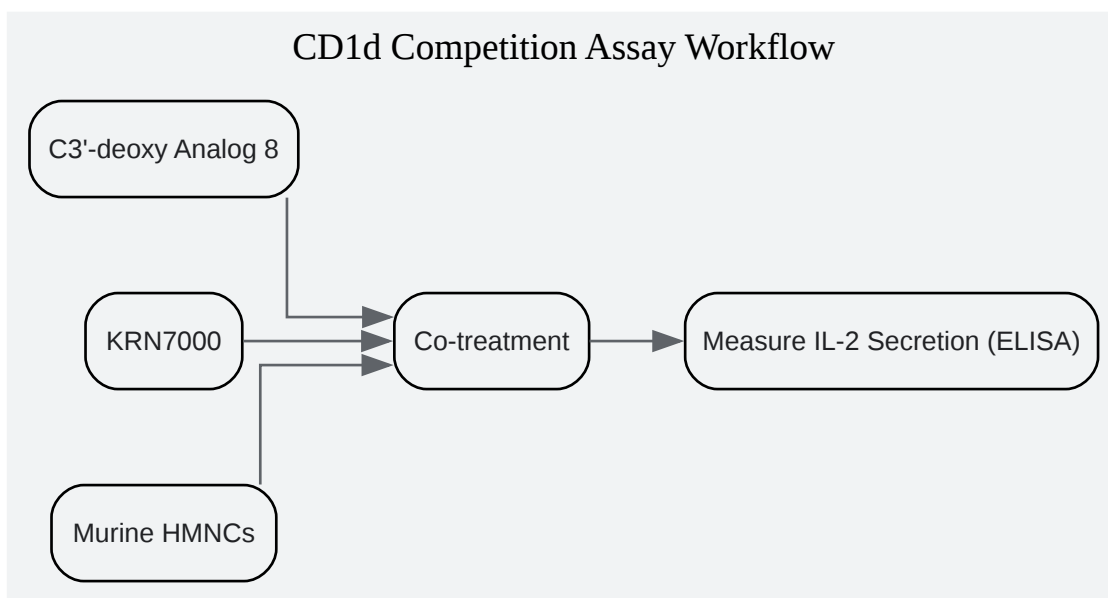 CD1d Competition Assay Workflow
C3'-deoxy Analog 8
KRN7000
Co-treatment
Measure IL-2 Secretion (ELISA)
Murine HMNCs